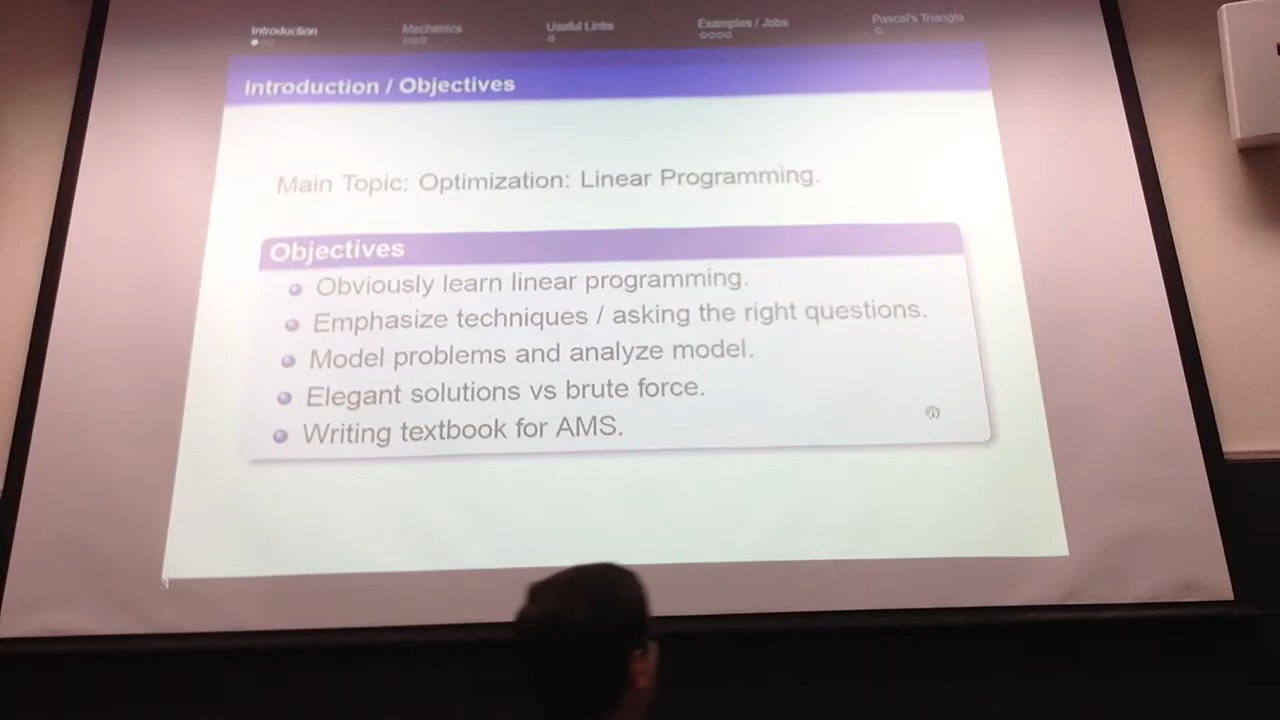 Introduction Mechanics Useful Links Examples / Jobs Pascal's Triangle
Introduction / Objectives
Main Topic: Optimization: Linear Programming.
Objectives
Obviously learn linear programming.
Emphasize techniques / asking the right questions.
Model problems and analyze model.
Elegant solutions vs brute force.
Writing textbook for AMS.